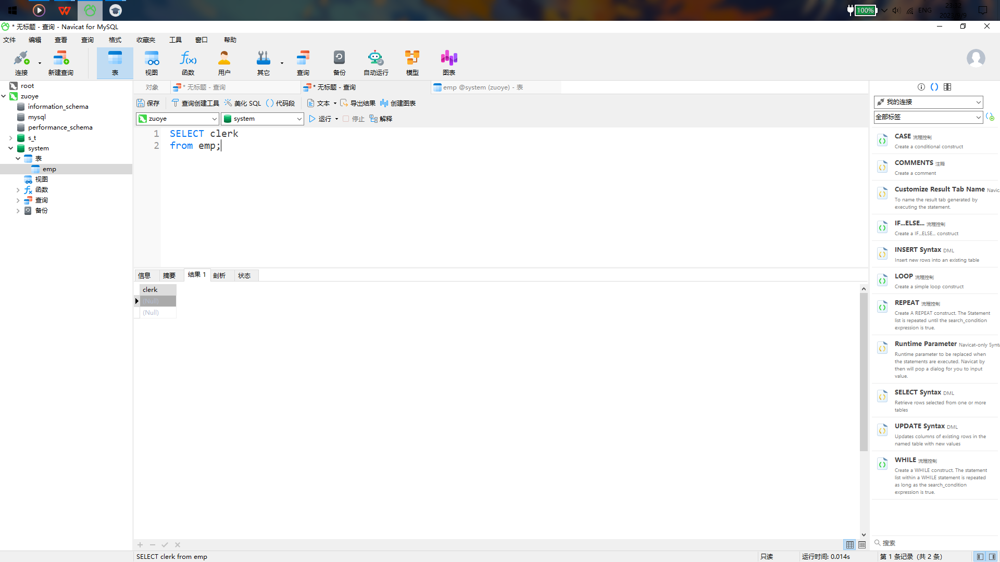 100%
ENG
23:12
2023/9/9
* 无标题 - 查询 - Navicat for MySQL
文件 编辑 查看 查询 格式 收藏夹 工具 窗口 帮助
连接 新建查询 表 视图 函数 用户 其它 查询 备份 自动运行 模型 图表
root
zuoye
information_schema
mysql
performance_schema
s_t
system
表
emp
视图
函数
查询
备份
对象 * 无标题 - 查询 * 无标题 - 查询 emp @system (zuoye) - 表
保存 查询创建工具 美化 SQL () 代码段 文本 导出结果 创建图表
zuoye system 运行 停止 解释
1 SELECT clerk
2 from emp;
信息 摘要 结果 1 剖析 状态
clerk
(Null)
(Null)
我的连接
全部标签
CASE 流程控制
Create a conditional construct
COMMENTS 注释
Create a comment
Customize Result Tab Name Navic
To name the result tab generated by
executing the statement.
IF...ELSE... 流程控制
Create a IF...ELSE... construct
INSERT Syntax DML
Insert new rows into an existing table
LOOP 流程控制
Create a simple loop construct
REPEAT 流程控制
Create A REPEAT construct. The Statement
list is repeated until the search_condition
expression is true.
Runtime Parameter Navicat-only Synta
Runtime parameter to be replaced when
the statements are executed. Navicat by
then will pop a dialog for you to input
value.
SELECT Syntax DML
Retrieve rows selected from one or more
tables
UPDATE Syntax DML
Updates columns of existing rows in the
named table with new values
WHILE 流程控制
Create a WHILE construct. The statement
list within a WHILE statement is repeated
as long as the search_condition
expression is true.
搜索
SELECT clerk from emp 只读 运行时间: 0.014s 第 1 条记录 (共 2 条)